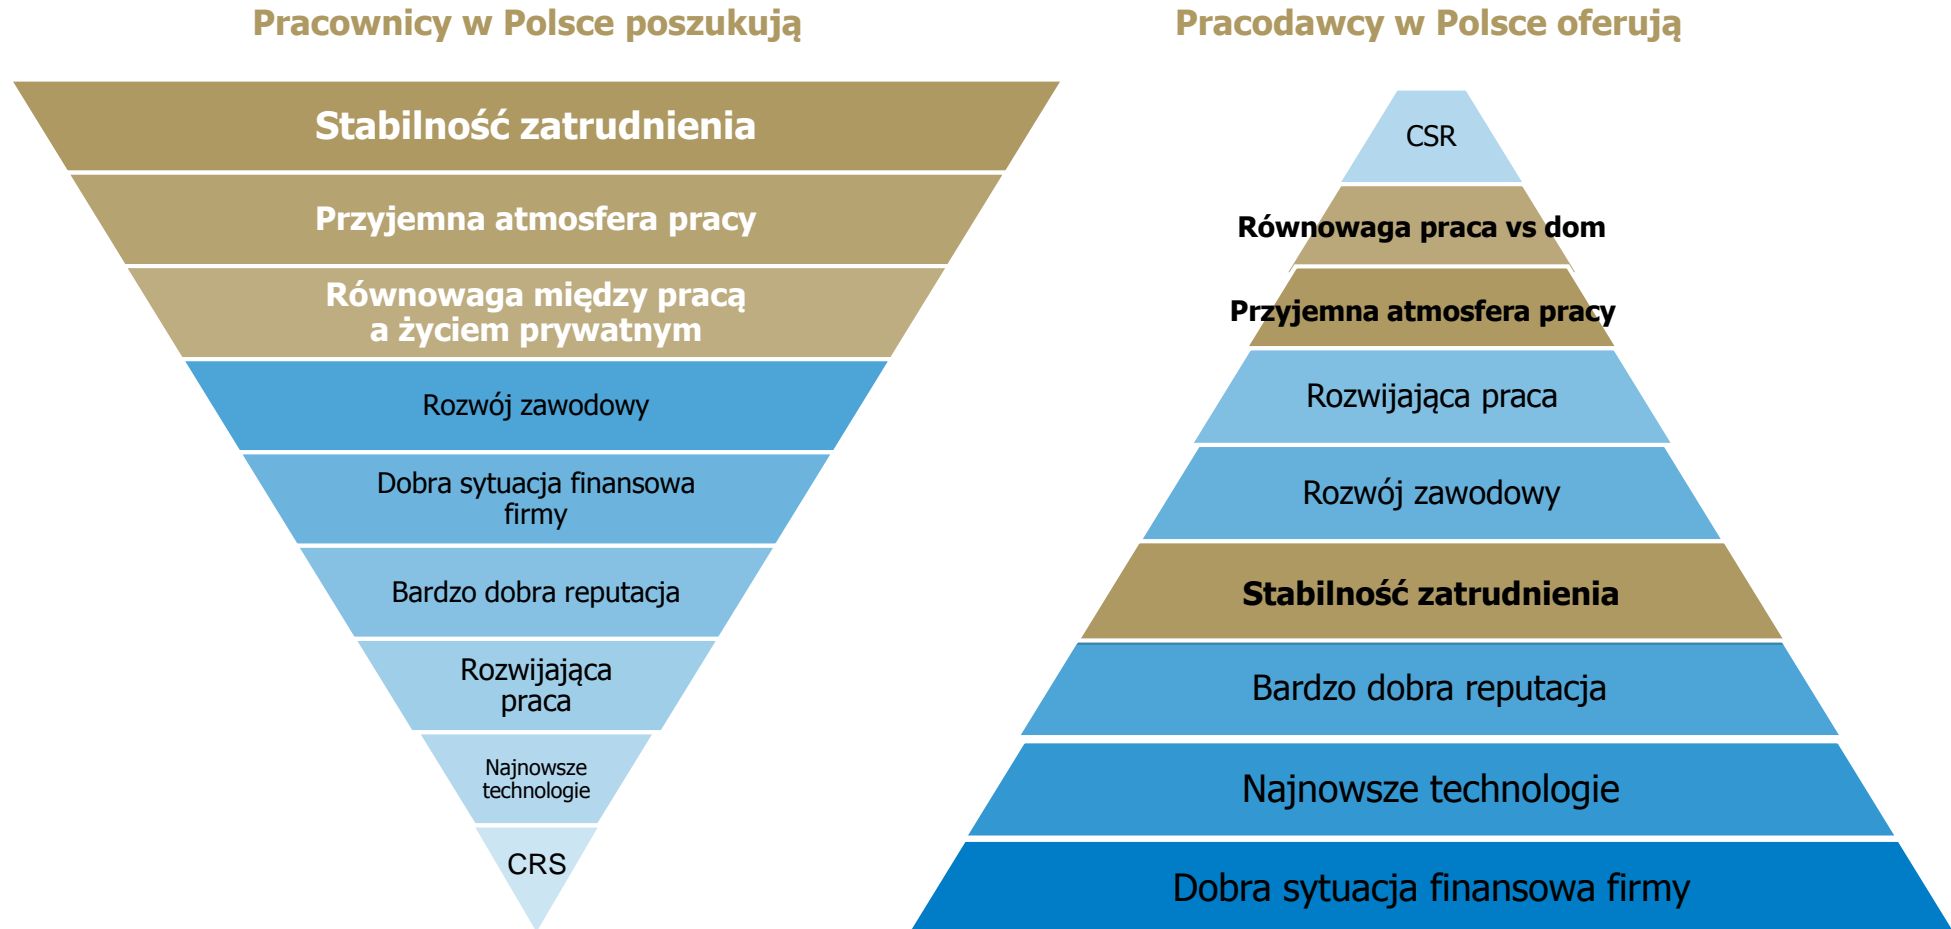 Pracownicy w Polsce poszukują
Stabilność zatrudnienia
Przyjemna atmosfera pracy
Równowaga między pracą
a życiem prywatnym
Rozwój zawodowy
Dobra sytuacja finansowa
firmy
Bardzo dobra reputacja
Rozwijająca
praca
Najnowsze
technologie
CRS
Pracodawcy w Polsce oferują
CSR
Równowaga praca vs dom
Przyjemna atmosfera pracy
Rozwijająca praca
Rozwój zawodowy
Stabilność zatrudnienia
Bardzo dobra reputacja
Najnowsze technologie
Dobra sytuacja finansowa firmy